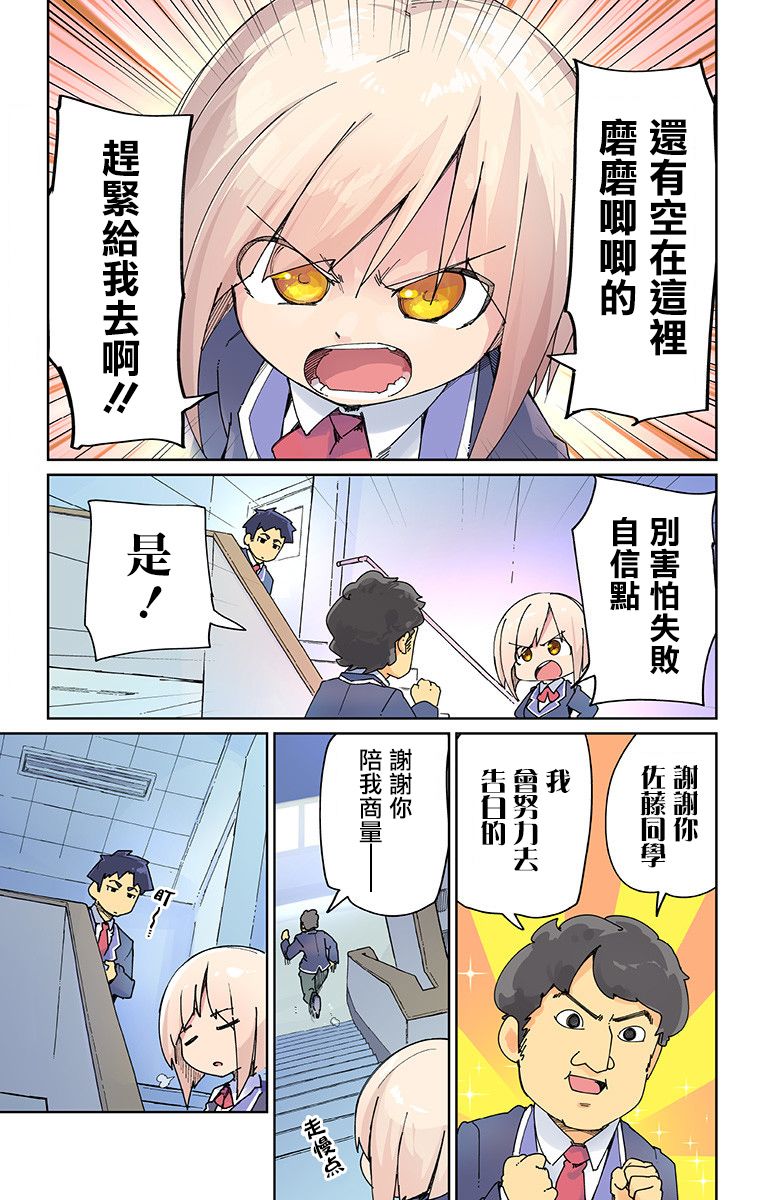 還有空在這裡
磨磨唧唧的
趕緊給我去啊!!
別害怕失敗
自信點
是!
謝謝你
佐藤同學
我
會努力去
告白的
謝謝你
陪我商量—
走慢点
盯~